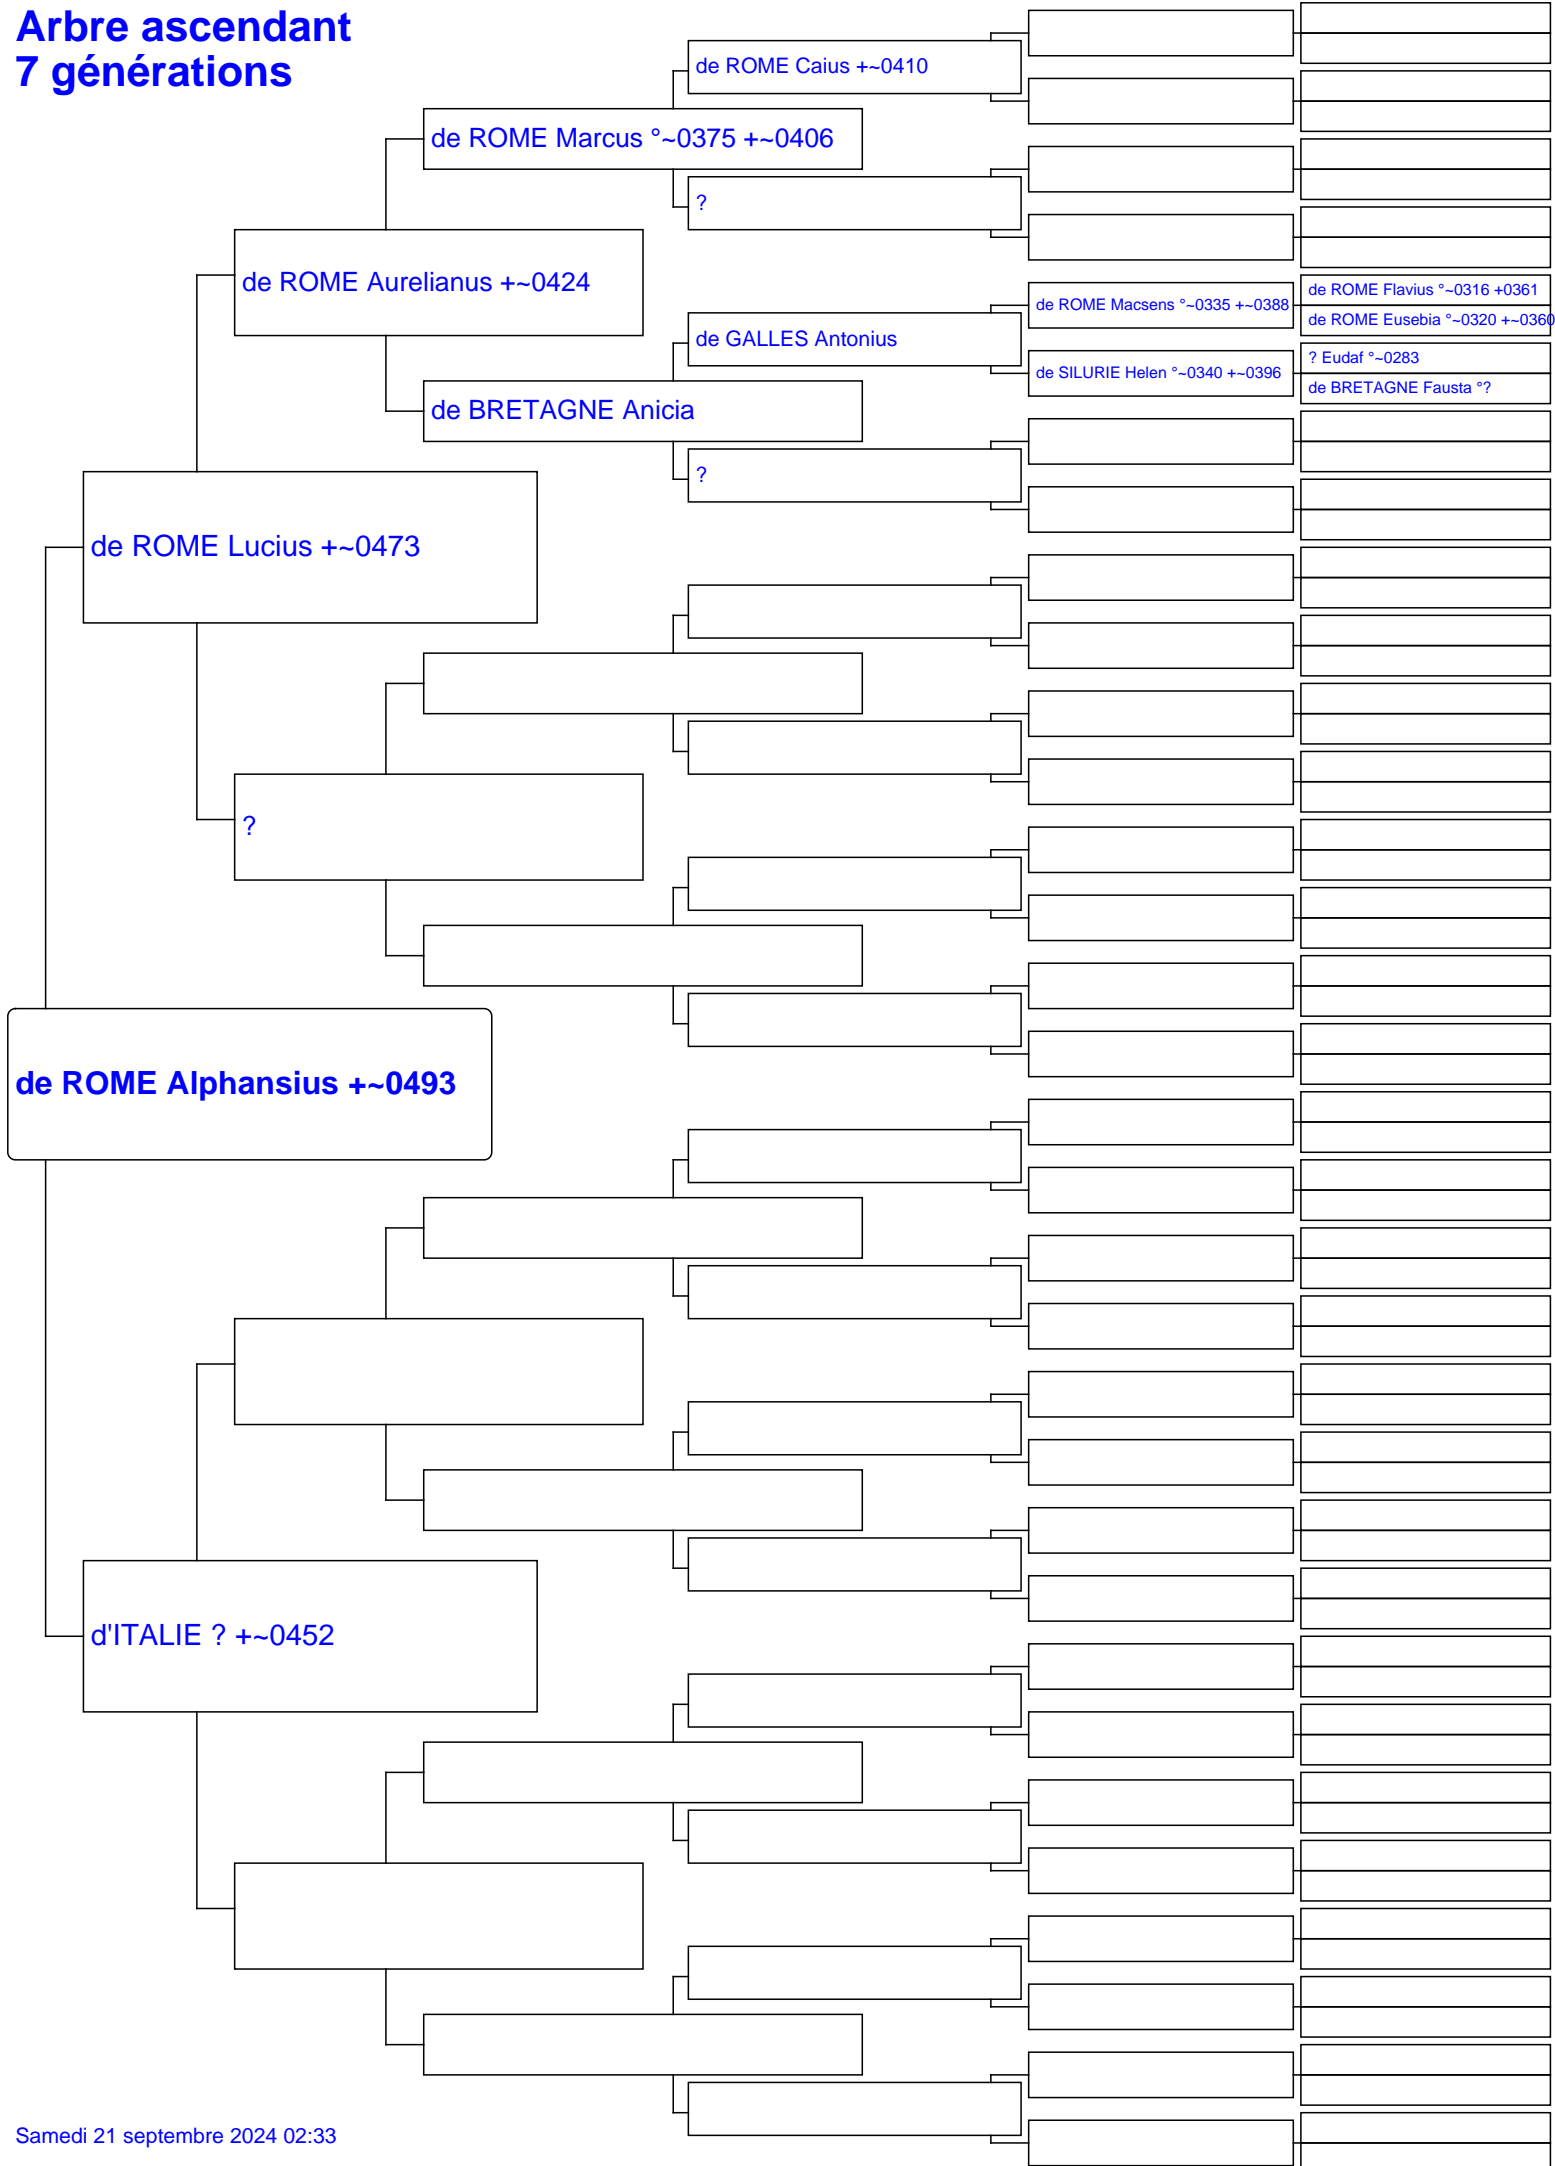 Arbre ascendant
7 générations
de ROME Caius +~0410
de ROME Marcus °~0375 +~0406
?
de ROME Aurelianus +~0424
de ROME Flavius °~0316 +0361
de ROME Macsens °~0335 +~0388
de ROME Eusebia °~0320 +~0360
de GALLES Antonius
? Eudaf °~0283
de SILURIE Helen °~0340 +~0396
de BRETAGNE Fausta °?
de BRETAGNE Anicia
?
de ROME Lucius +~0473
?
de ROME Alphansius +~0493
d'ITALIE ? +~0452
Samedi 21 septembre 2024 02:33